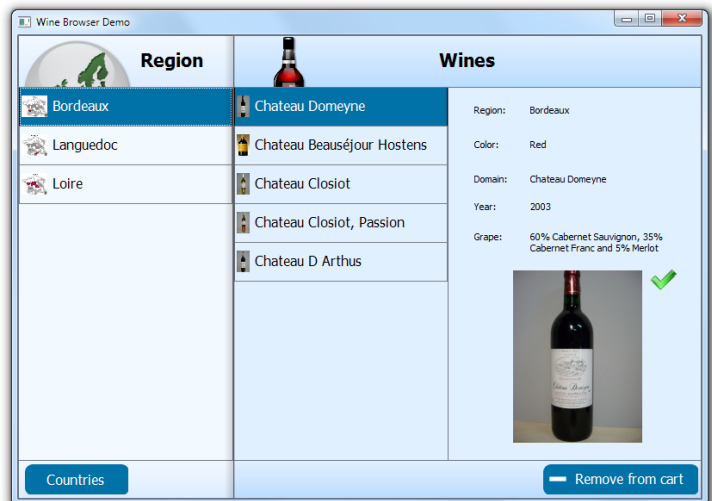 Wine Browser Demo
Region
Wines
Bordeaux
Languedoc
Loire
Chateau Domeyne
Chateau Beauséjour Hostens
Chateau Closiot
Chateau Closiot, Passion
Chateau D Arthus
Region: Bordeaux
Color: Red
Domain: Chateau Domeyne
Year: 2003
Grape: 60% Cabernet Sauvignon, 35%
Cabernet Franc and 5% Merlot
Chateau Domeyne
Countries
Remove from cart